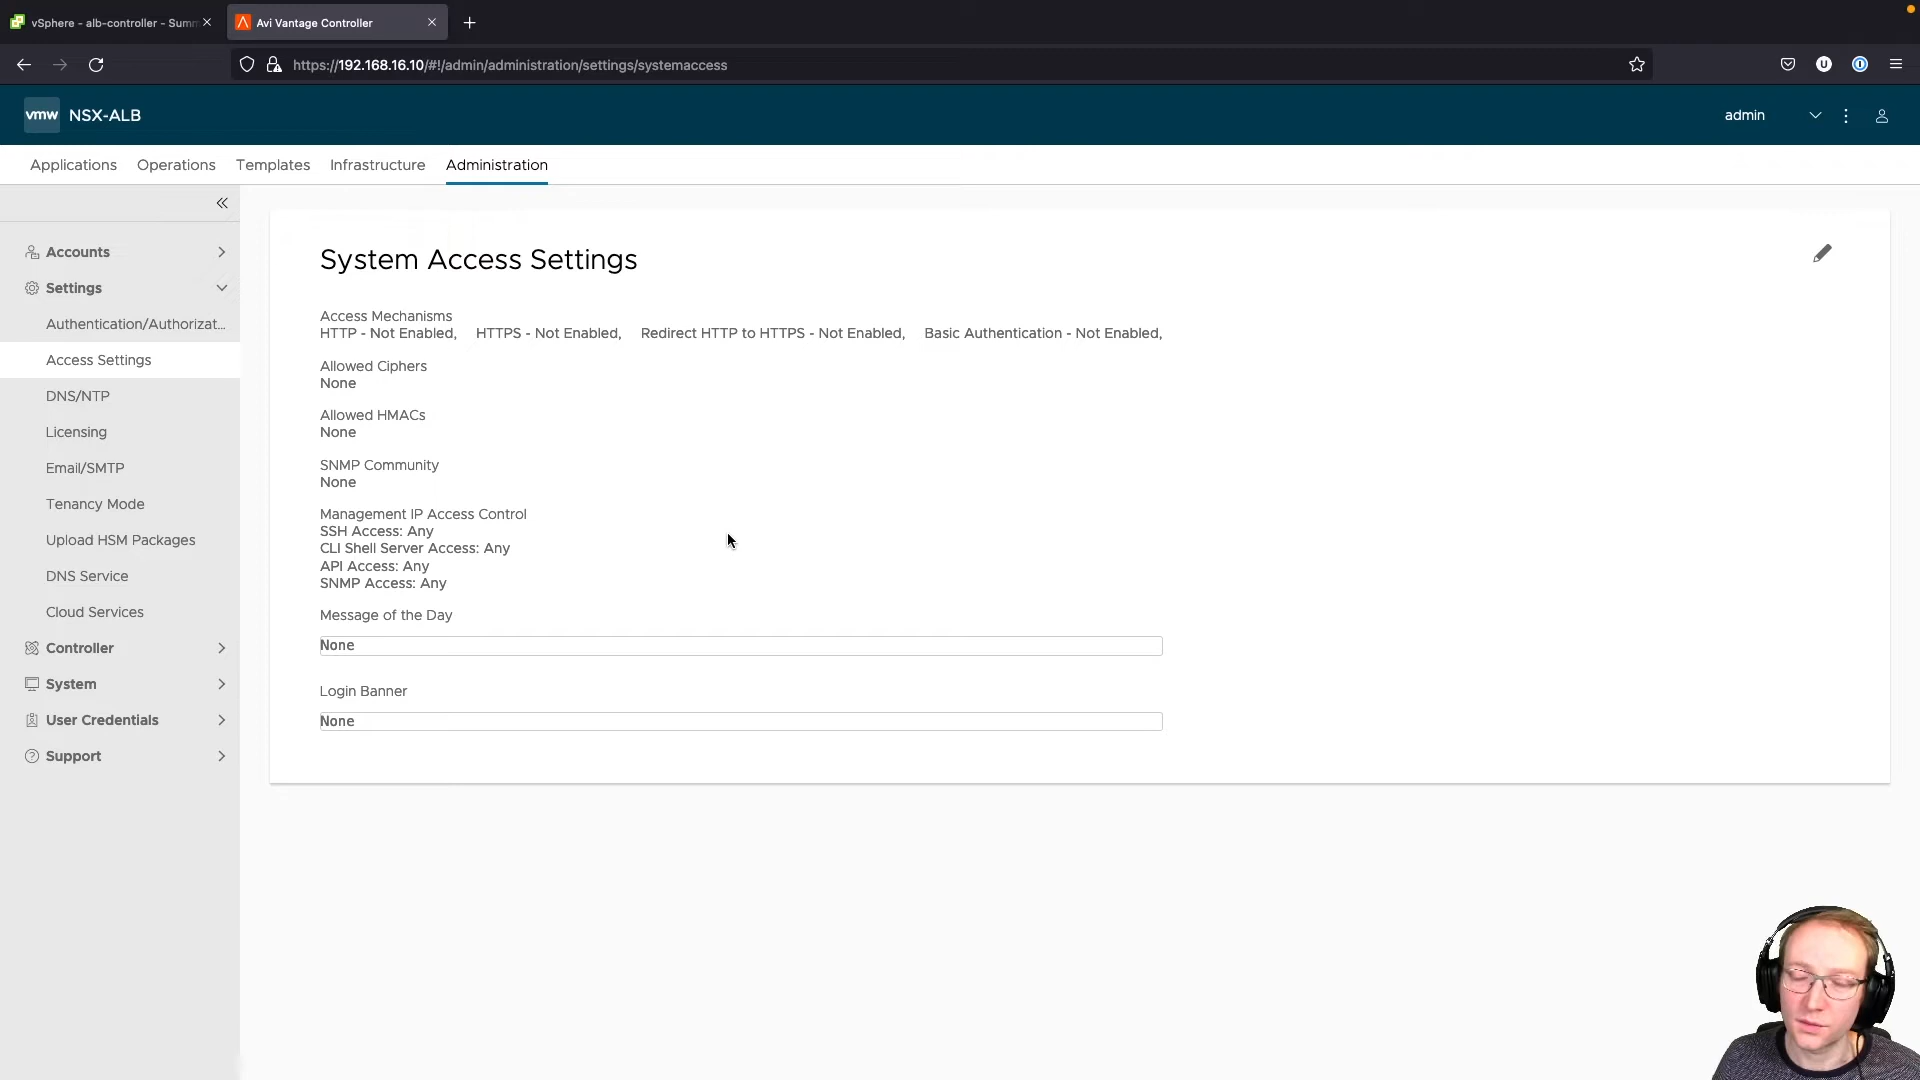 vSphere - alb-controller - Summ
Avi Vantage Controller
https://192.168.16.10/#!/admin/administration/settings/systemaccess
vmw NSX-ALB
admin
Applications Operations Templates Infrastructure Administration
Accounts
Settings
Authentication/Authorizat...
Access Settings
DNS/NTP
Licensing
Email/SMTP
Tenancy Mode
Upload HSM Packages
DNS Service
Cloud Services
Controller
System
User Credentials
Support
System Access Settings
Access Mechanisms
HTTP - Not Enabled, HTTPS - Not Enabled, Redirect HTTP to HTTPS - Not Enabled, Basic Authentication - Not Enabled,
Allowed Ciphers
None
Allowed HMACs
None
SNMP Community
None
Management IP Access Control
SSH Access: Any
CLI Shell Server Access: Any
API Access: Any
SNMP Access: Any
Message of the Day
None
Login Banner
None